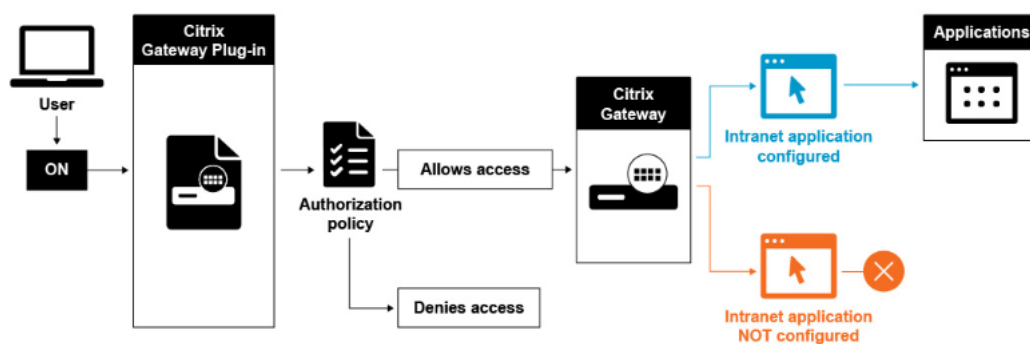 Citrix
Gateway Plug-in
User
ON
Authorization
policy
Allows access
Denies access
Citrix
Gateway
Intranet application
configured
Intranet application
NOT configured
Applications